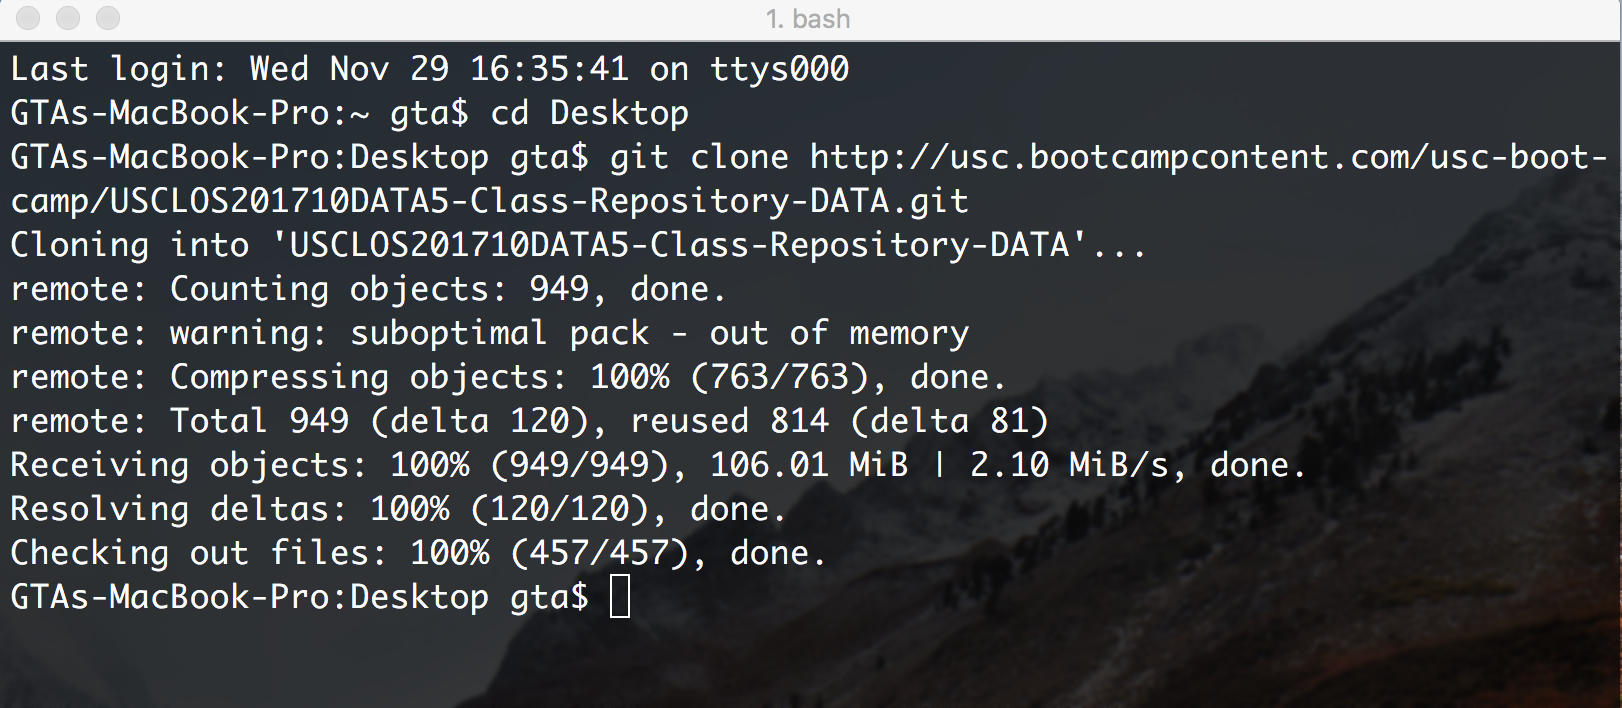 1. bash
Last login: Wed Nov 29 16:35:41 on ttys000
GTAs-MacBook-Pro:~ gta$ cd Desktop
GTAs-MacBook-Pro:Desktop gta$ git clone http://usc.bootcampcontent.com/usc-boot-
camp/USCLOS201710DATA5-Class-Repository-DATA.git
Cloning into 'USCLOS201710DATA5-Class-Repository-DATA'...
remote: Counting objects: 949, done.
remote: warning: suboptimal pack - out of memory
remote: Compressing objects: 100% (763/763), done.
remote: Total 949 (delta 120), reused 814 (delta 81)
Receiving objects: 100% (949/949), 106.01 MiB | 2.10 MiB/s, done.
Resolving deltas: 100% (120/120), done.
Checking out files: 100% (457/457), done.
GTAs-MacBook-Pro:Desktop gta$